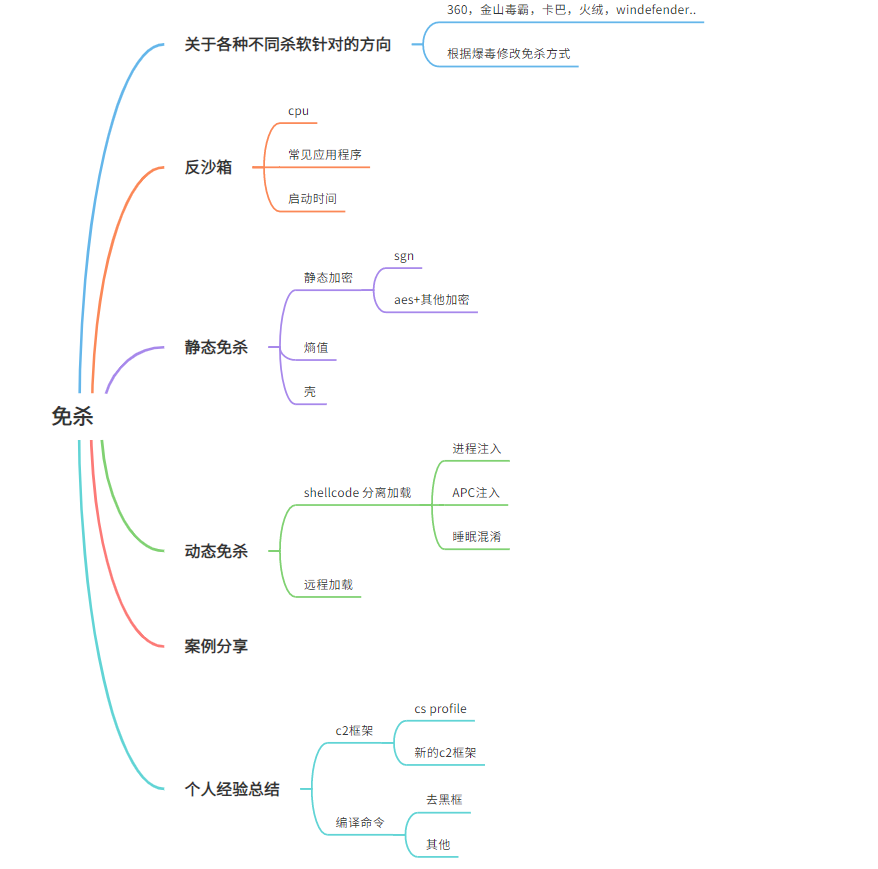 360，金山毒霸，卡巴，火绒，windefender..
关于各种不同杀软针对的方向
根据爆毒修改免杀方式
cpu
常见应用程序
反沙箱
启动时间
sgn
静态加密
aes+其他加密
静态免杀
熵值
壳
免杀
进程注入
shellcode 分离加载
APC注入
睡眠混淆
动态免杀
远程加载
案例分享
cs profile
c2框架
新的c2框架
个人经验总结
去黑框
编译命令
其他